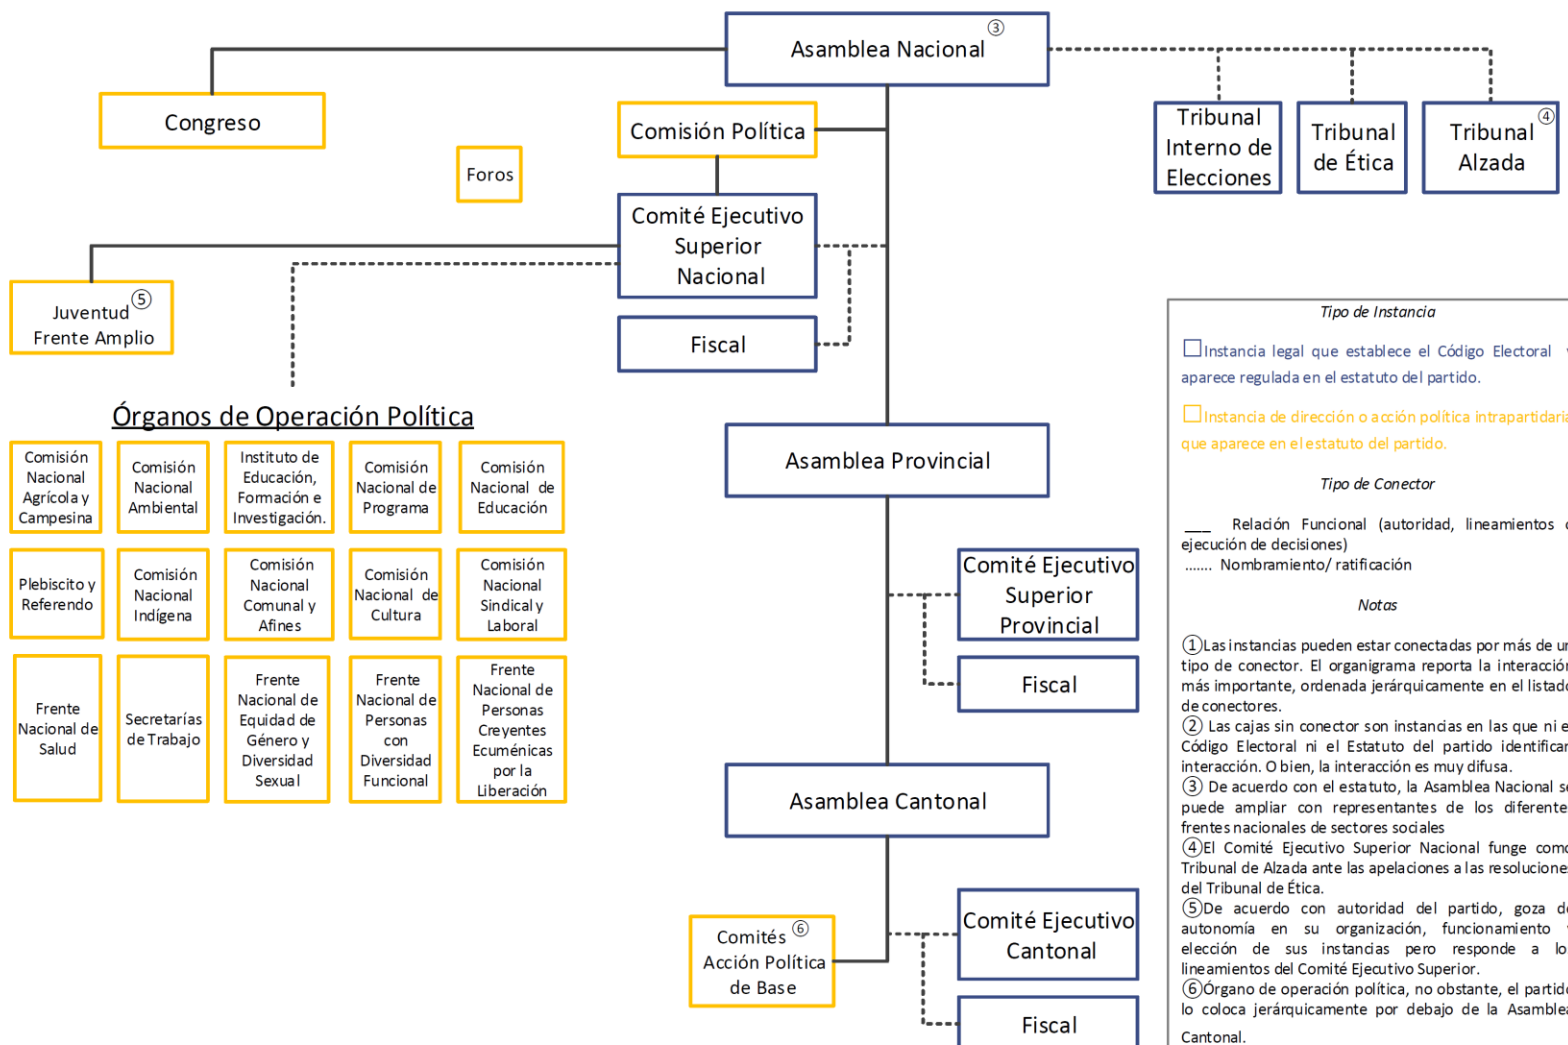 Asamblea Nacional ③
Congreso
Comisión Política
Foros
Tribunal
Interno de
Elecciones
Tribunal
de Ética
Tribunal ④
Alzada
Comité Ejecutivo
Superior
Nacional
Juventud ⑤
Frente Amplio
Fiscal
Órganos de Operación Política
Comisión
Nacional
Agrícola y
Campesina
Comisión
Nacional
Ambiental
Instituto de
Educación,
Formación e
Investigación.
Comisión
Nacional de
Programa
Comisión
Nacional de
Educación
Plebiscito y
Referendo
Comisión
Nacional
Indígena
Comisión
Nacional
Comunal y
Afines
Comisión
Nacional de
Cultura
Comisión
Nacional
Sindical y
Laboral
Frente
Nacional de
Salud
Secretarías
de Trabajo
Frente
Nacional de
Equidad de
Género y
Diversidad
Sexual
Frente
Nacional de
Personas
con
Diversidad
Funcional
Frente
Nacional de
Personas
Creyentes
Ecuménicas
por la
Liberación
Asamblea Provincial
Comité Ejecutivo
Superior
Provincial
Fiscal
Asamblea Cantonal
Comités ⑥
Acción Política
de Base
Comité Ejecutivo
Cantonal
Fiscal
Tipo de Instancia
Instancia legal que establece el Código Electoral
aparece regulada en el estatuto del partido.
Instancia de dirección o acción política intrapartidaria
que aparece en el estatuto del partido.
Tipo de Conector
___ Relación Funcional (autoridad, lineamientos
ejecución de decisiones)
....... Nombramiento/ ratificación
Notas
①Las instancias pueden estar conectadas por más de un
tipo de conector. El organigrama reporta la interacción
más importante, ordenada jerárquicamente en el listado
de conectores.
② Las cajas sin conector son instancias en las que ni e
Código Electoral ni el Estatuto del partido identifican
interacción. O bien, la interacción es muy difusa.
③ De acuerdo con el estatuto, la Asamblea Nacional se
puede ampliar con representantes de los diferente
frentes nacionales de sectores sociales
④El Comité Ejecutivo Superior Nacional funge como
Tribunal de Alzada ante las apelaciones a las resoluciones
del Tribunal de Ética.
⑤De acuerdo con autoridad del partido, goza de
autonomía en su organización, funcionamiento
elección de sus instancias pero responde a lo
lineamientos del Comité Ejecutivo Superior.
⑥Órgano de operación política, no obstante, el partido
lo coloca jerárquicamente por debajo de la Asamblea
Cantonal.